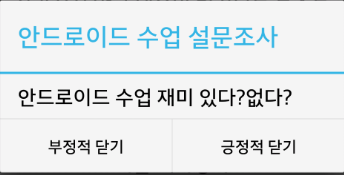 안드로이드 수업 설문조사
안드로이드 수업 재미 있다?없다?
부정적 닫기 긍정적 닫기